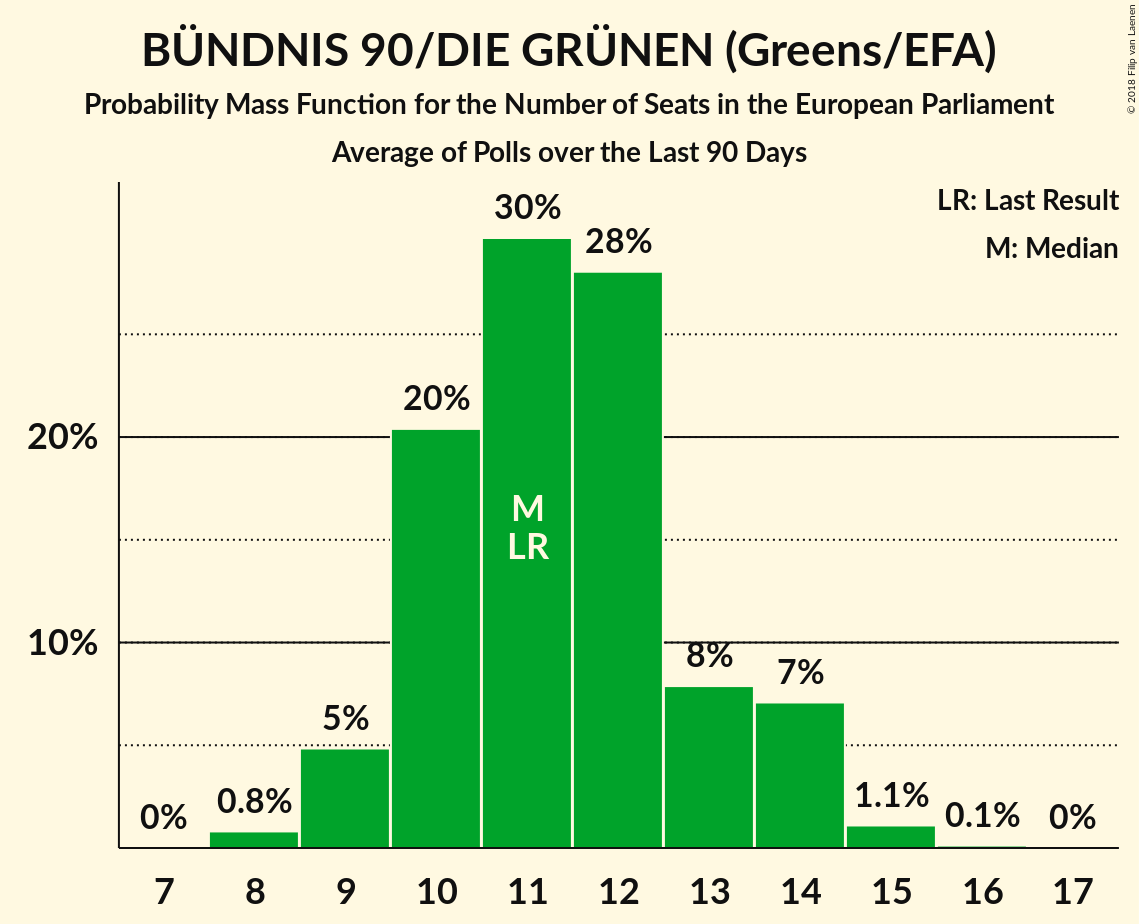 BÜNDNIS 90/DIE GRÜNEN (Greens/EFA)
Probability Mass Function for the Number of Seats in the European Parliament
Average of Polls over the Last 90 Days
© 2018 Filip van Laenen
LR: Last Result
M: Median
30%
28%
20%
20%
M
LR
10%
8%
7%
5%
0%
0.8%
1.1%
0.1%
0%
7 8 9 10 11 12 13 14 15 16 17